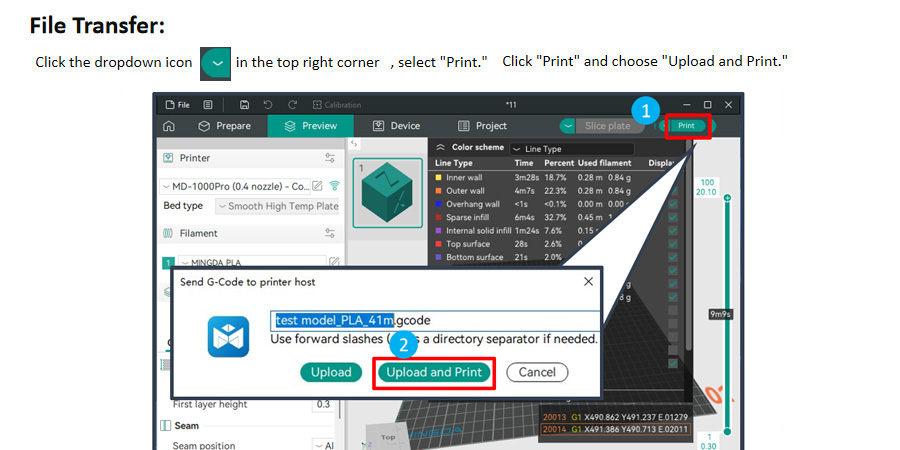 File Transfer:
Click the dropdown icon in the top right corner , select "Print." Click "Print" and choose "Upload and Print."
File
Calibration
*11
1
Prepare
Preview
Device
Project
Slice plate
Print
Printer
MD-1000Pro (0.4 nozzle) - Co...
Bed type
Smooth High Temp Plate
Filament
1 MINGDA PLA
1
Color scheme Line Type
Line Type Time Percent Used filament Display
Inner wall 3m28s 18.7% 0.28 m 0.84 g
Outer wall 4m7s 22.3% 0.28 m 0.84 g
Overhang wall <1s <0.1% 0.00 m 0.00
Sparse infill 6m4s 32.7% 0.45 m 1
Internal solid infill 1m24s 7.6% 0.15
Top surface 28s 2.6% 0
Bottom surface 21s 2.0%
g
8 g
100
20.10
9m9s
Send G-Code to printer host
test model_PLA_41m.gcode
Use forward slashes ( s a directory separator if needed.
2
Upload
Upload and Print
Cancel
First layer height 0.3
Seam
Seam position Al
Top
20013 G1 X490.862 Y491.237 E.01279
20014 G1 X491.386 Y490.713 E.02011
1
0.30